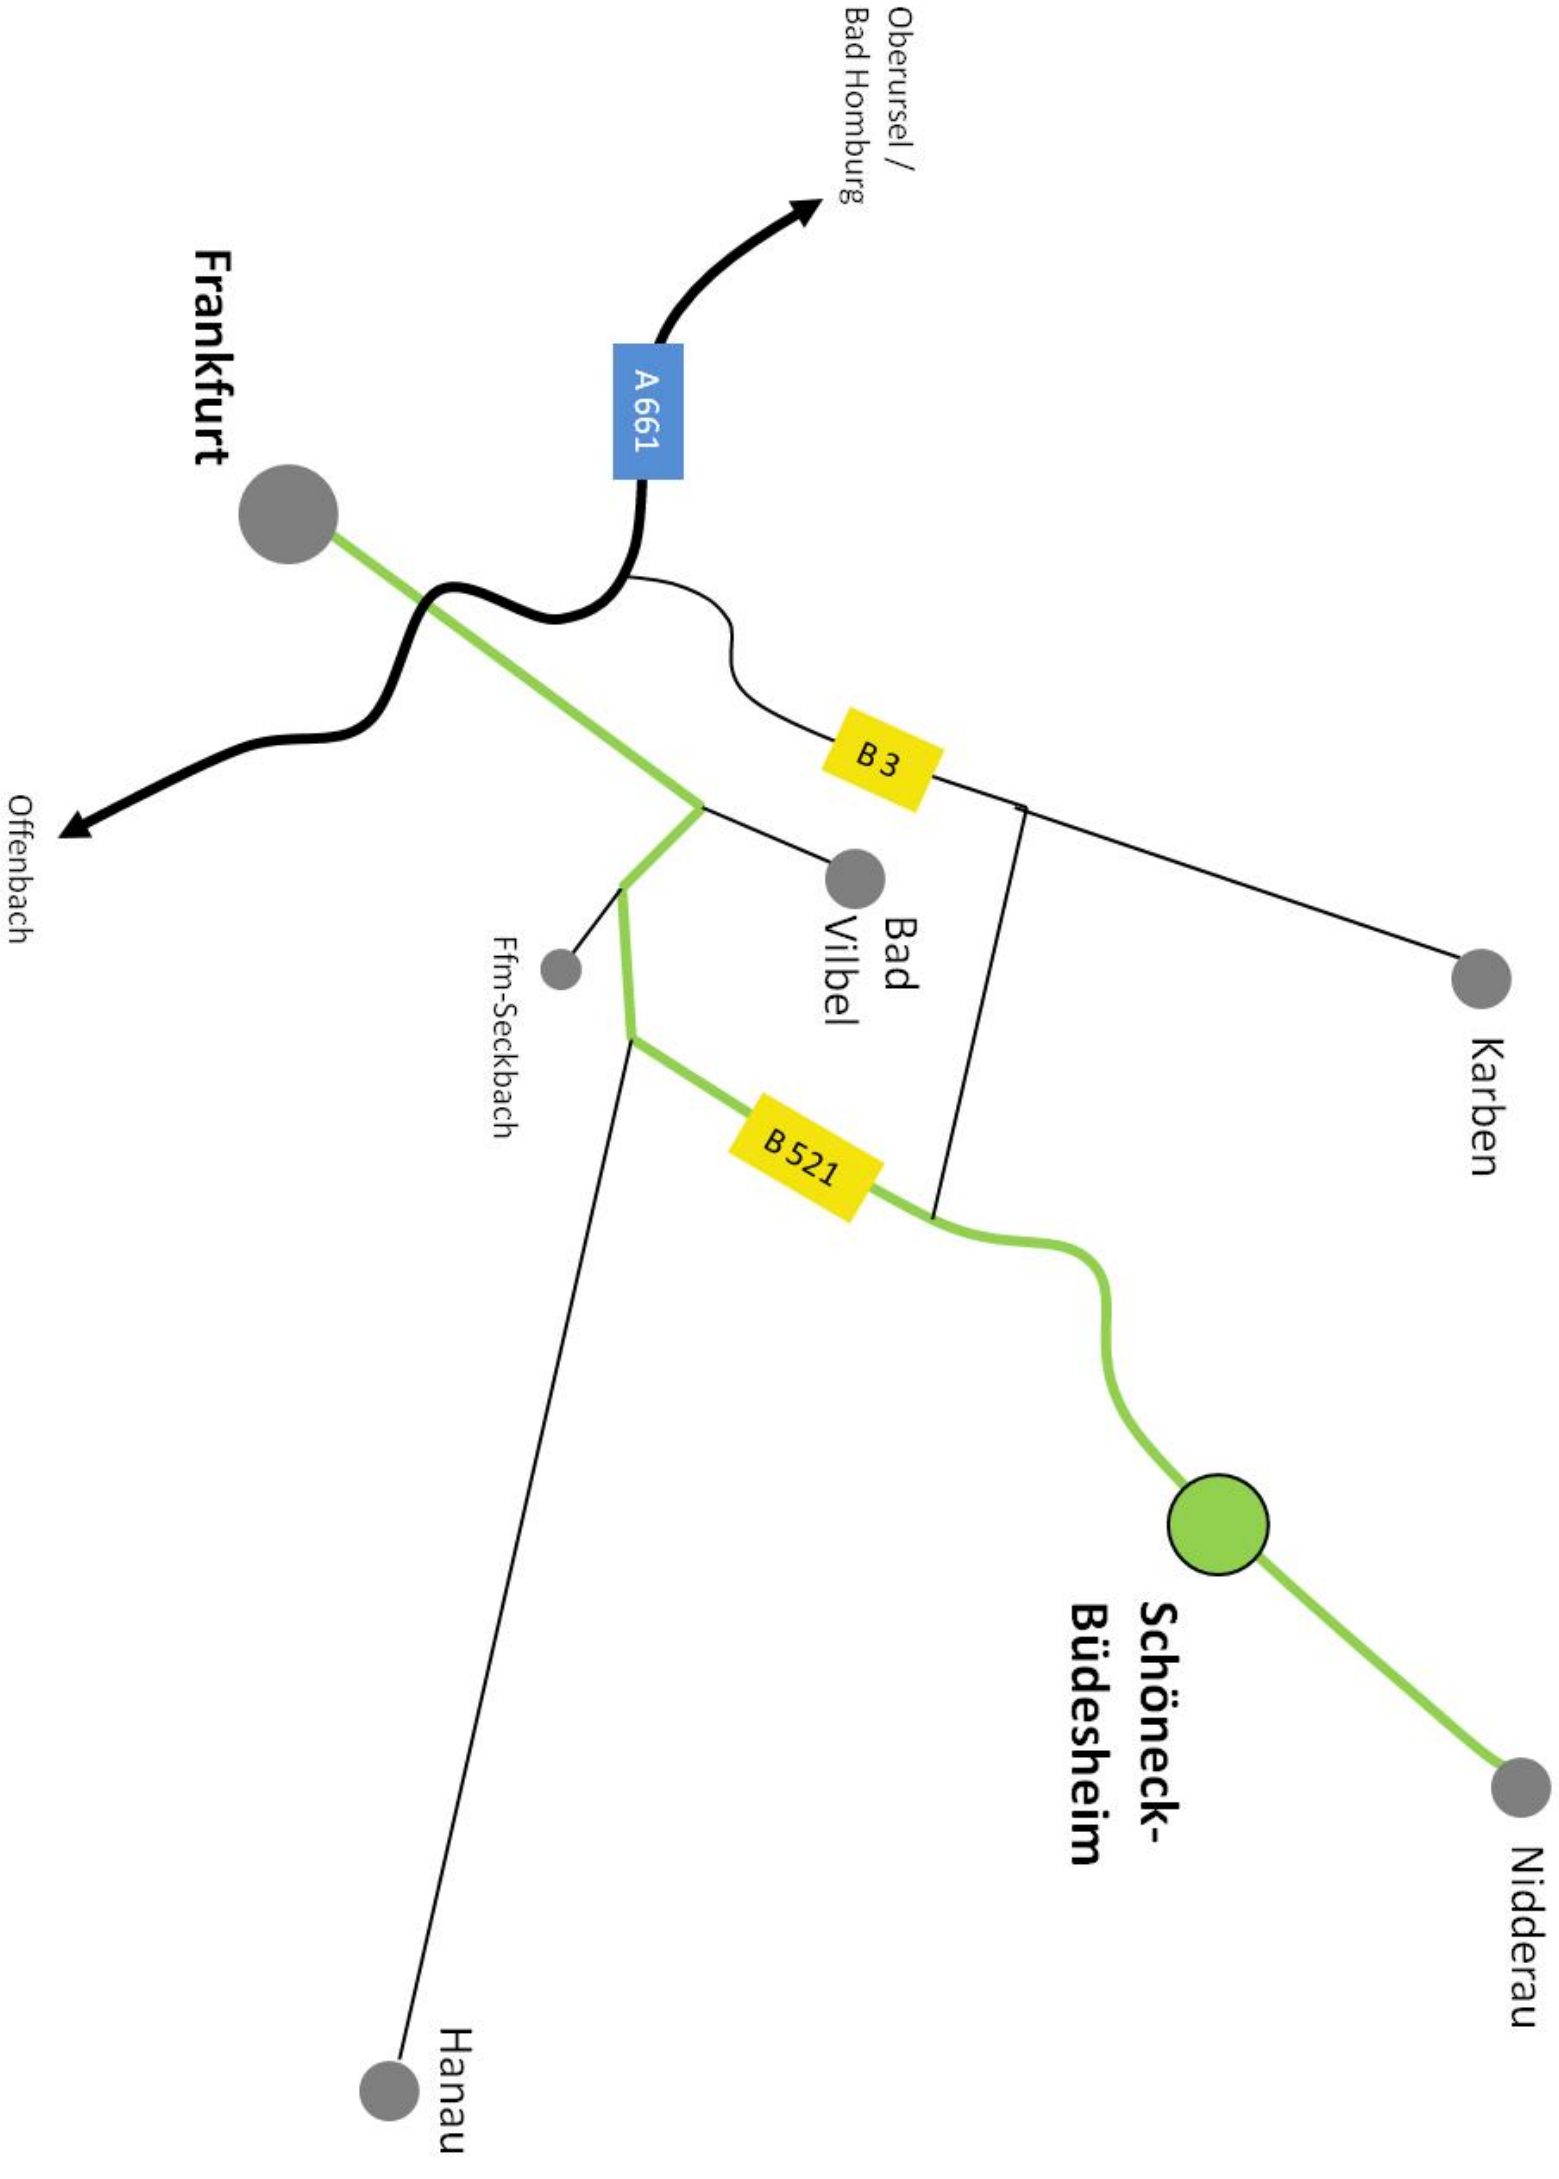 Oberursel /
Bad Homburg
Karben
Nidderau
B 3
Bad
Vilbel
Schöneck-
Büdesheim
B 521
A 661
Ffm-Seckbach
Hanau
Frankfurt
Offenbach